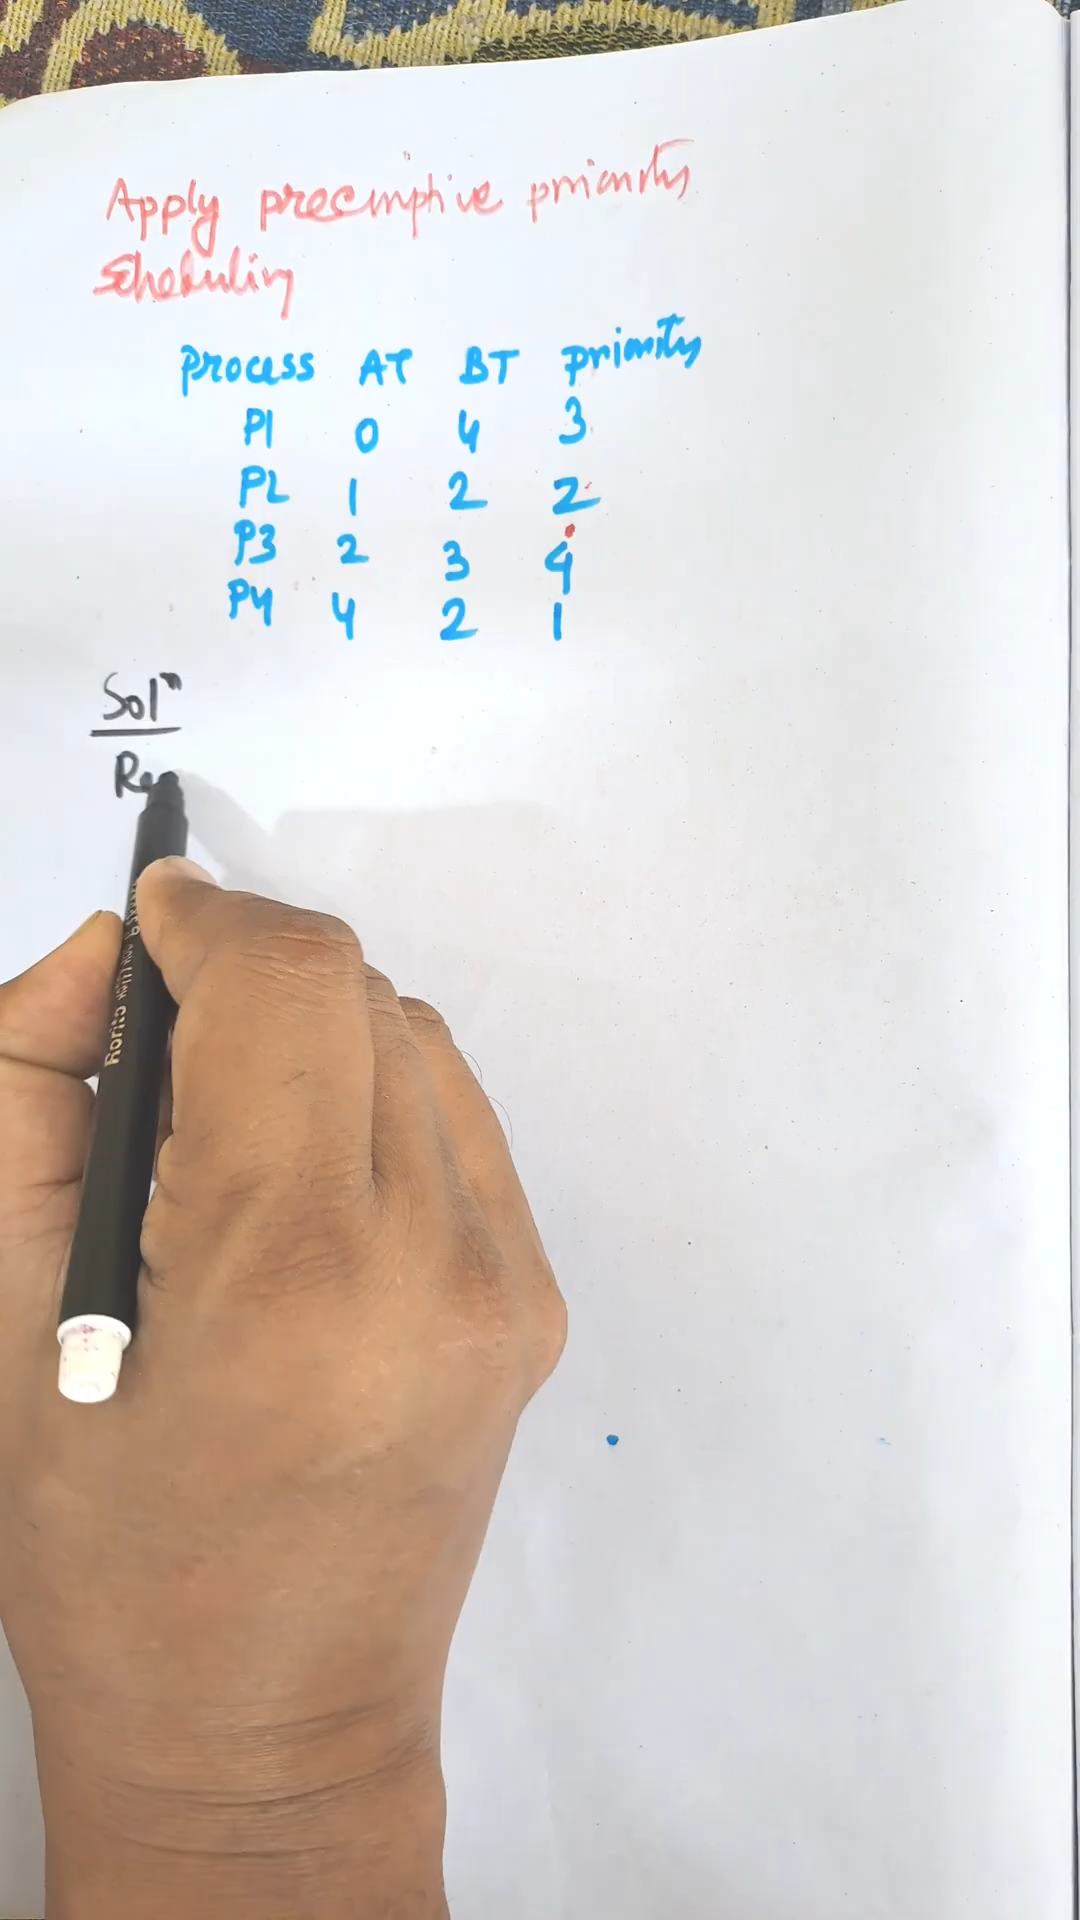 Apply preemptive priority
Scheduling
Process AT BT priority
P1 0 4 3
P2 1 2 2
P3 2 3 4
P4 4 2 1
Solⁿ
Re